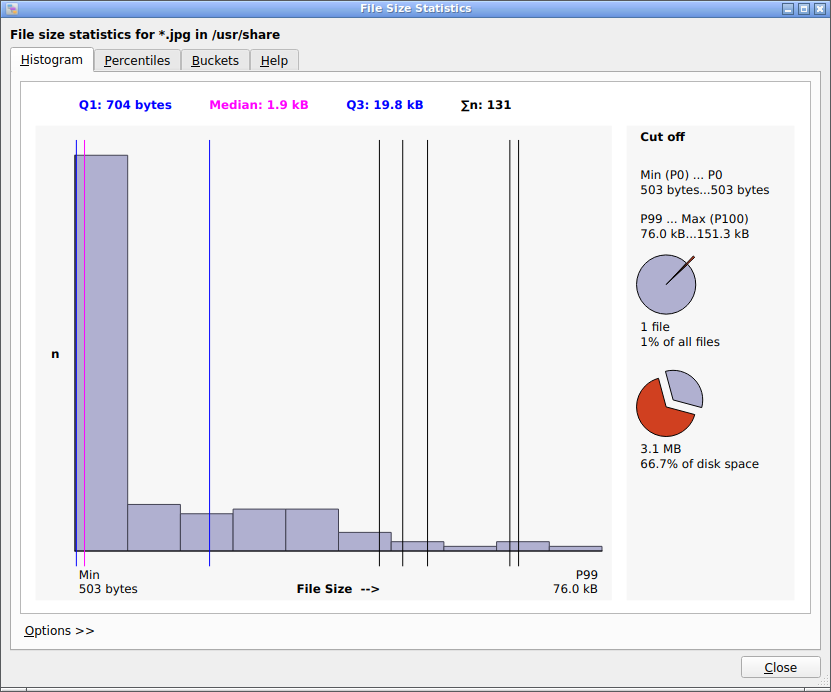 File Size Statistics
File size statistics for *.jpg in /usr/share
Histogram
Percentiles
Buckets
Help
Q1: 704 bytes
Median: 1.9 kB
Q3: 19.8 kB
∑n: 131
Cut off
Min (P0) ... P0
503 bytes...503 bytes
P99 ... Max (P100)
76.0 kB...151.3 kB
1 file
1% of all files
3.1 MB
66.7% of disk space
n
Min
503 bytes
File Size -->
P99
76.0 kB
Options >>
Close